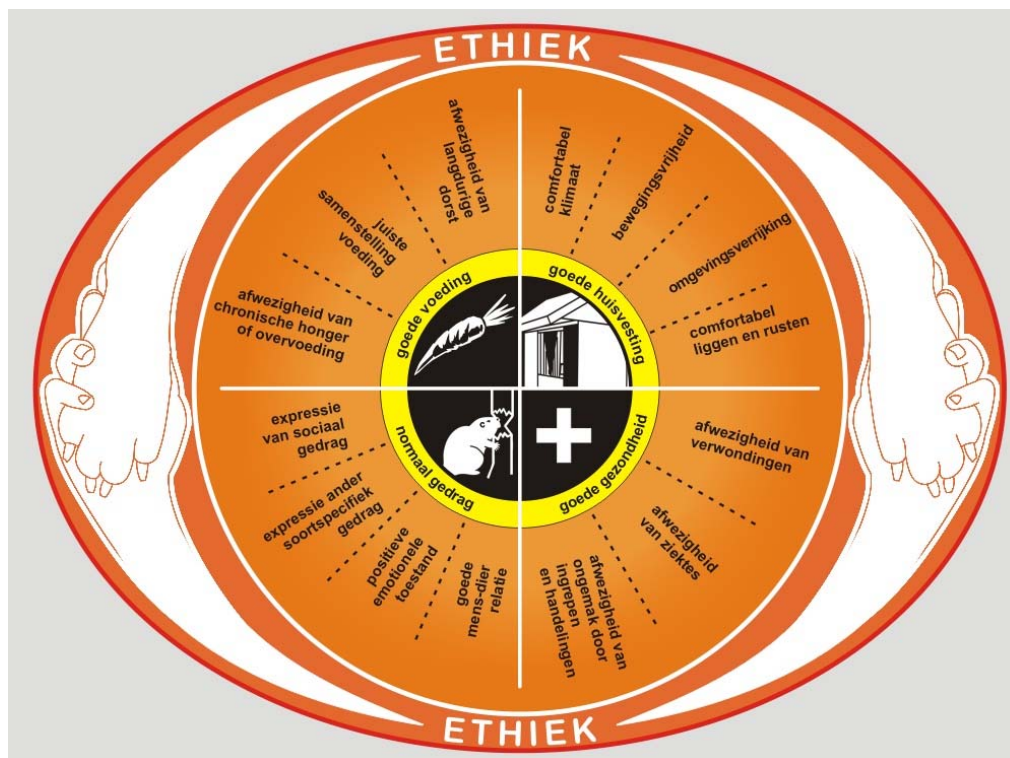 ETHIEK
goede voeding
afwezigheid van
chronische honger
of overvoeding
juiste
samenstelling
voeding
afwezigheid van
langdurige
dorst
goede huisvesting
comfortabel
klimaat
bewegingsvrijheid
omgevingsverrijking
comfortabel
liggen en rusten
goede gezondheid
afwezigheid van
verwondingen
afwezigheid
van ziektes
afwezigheid van
ongemak door
ingrepen
en handelingen
normaal gedrag
expressie
van sociaal
gedrag
expressie ander
soortspecifiek
gedrag
positieve
emotionele
toestand
goede
mens-dier
relatie
ETHIEK